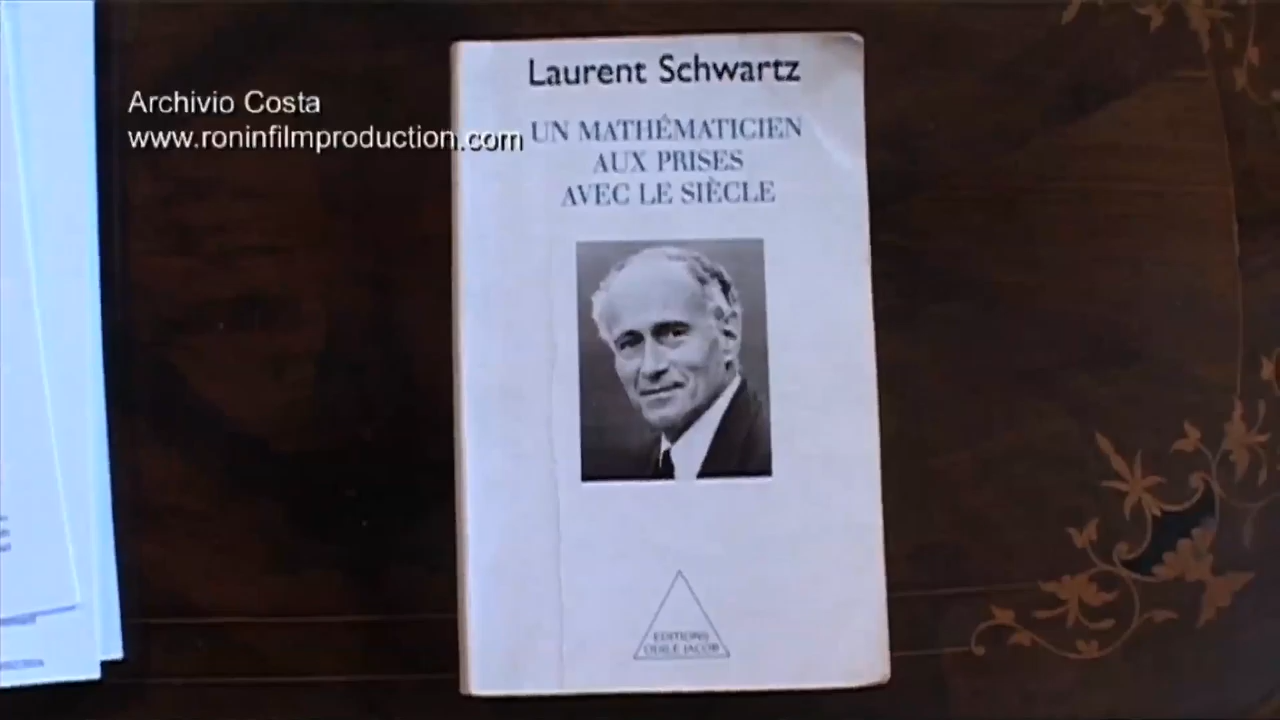 Archivio Costa
www.roninfilmproduction.com
Laurent Schwartz
UN MATHÉMATICIEN
AUX PRISES
AVEC LE SIÈCLE
EDITIONS
ODILE JACOB